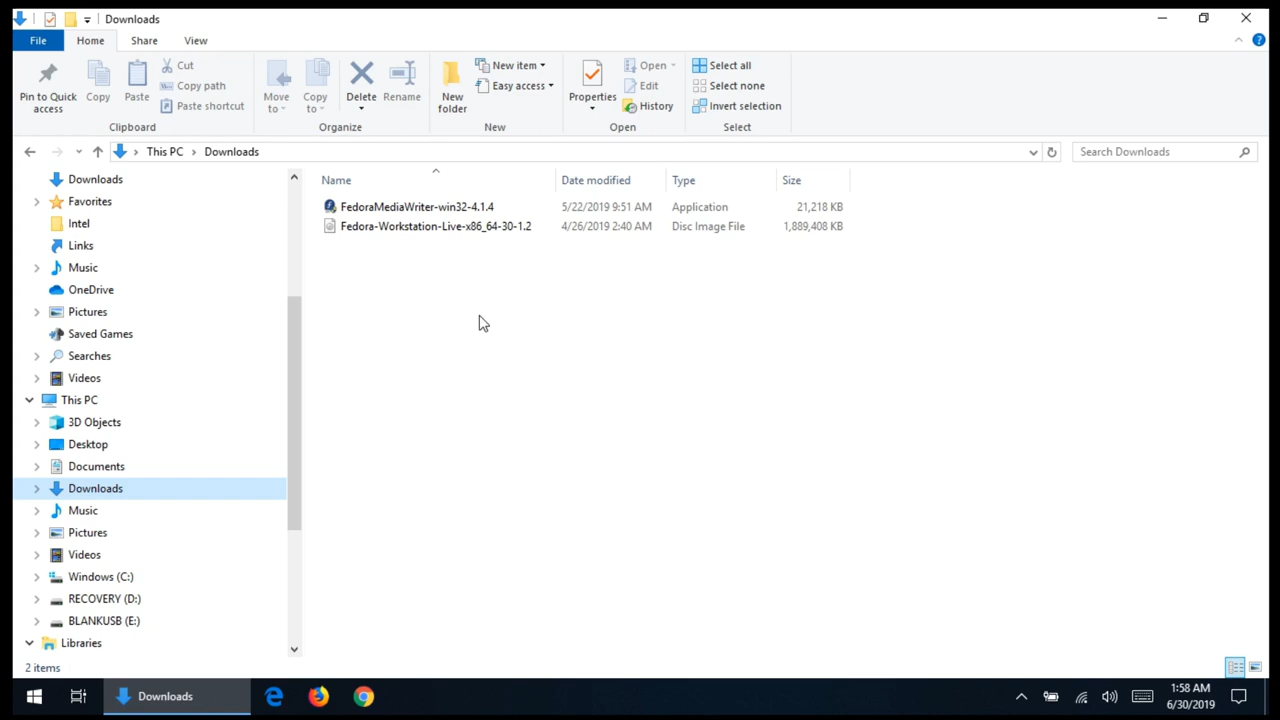 Downloads
File Home Share View
Pin to Quick access
Copy
Paste
Cut
Copy path
Paste shortcut
Clipboard
Move to
Copy to
Delete
Rename
Organize
New folder
New item
Easy access
New
Properties
Open
Edit
History
Open
Select all
Select none
Invert selection
Select
This PC Downloads
Search Downloads
Downloads
Favorites
Intel
Links
Music
OneDrive
Pictures
Saved Games
Searches
Videos
This PC
3D Objects
Desktop
Documents
Downloads
Music
Pictures
Videos
Windows (C:)
RECOVERY (D:)
BLANKUSB (E:)
Libraries
Name Date modified Type Size
FedoraMediaWriter-win32-4.1.4 5/22/2019 9:51 AM Application 21,218 KB
Fedora-Workstation-Live-x86_64-30-1.2 4/26/2019 2:40 AM Disc Image File 1,889,408 KB
2 items
Downloads
1:58 AM
6/30/2019